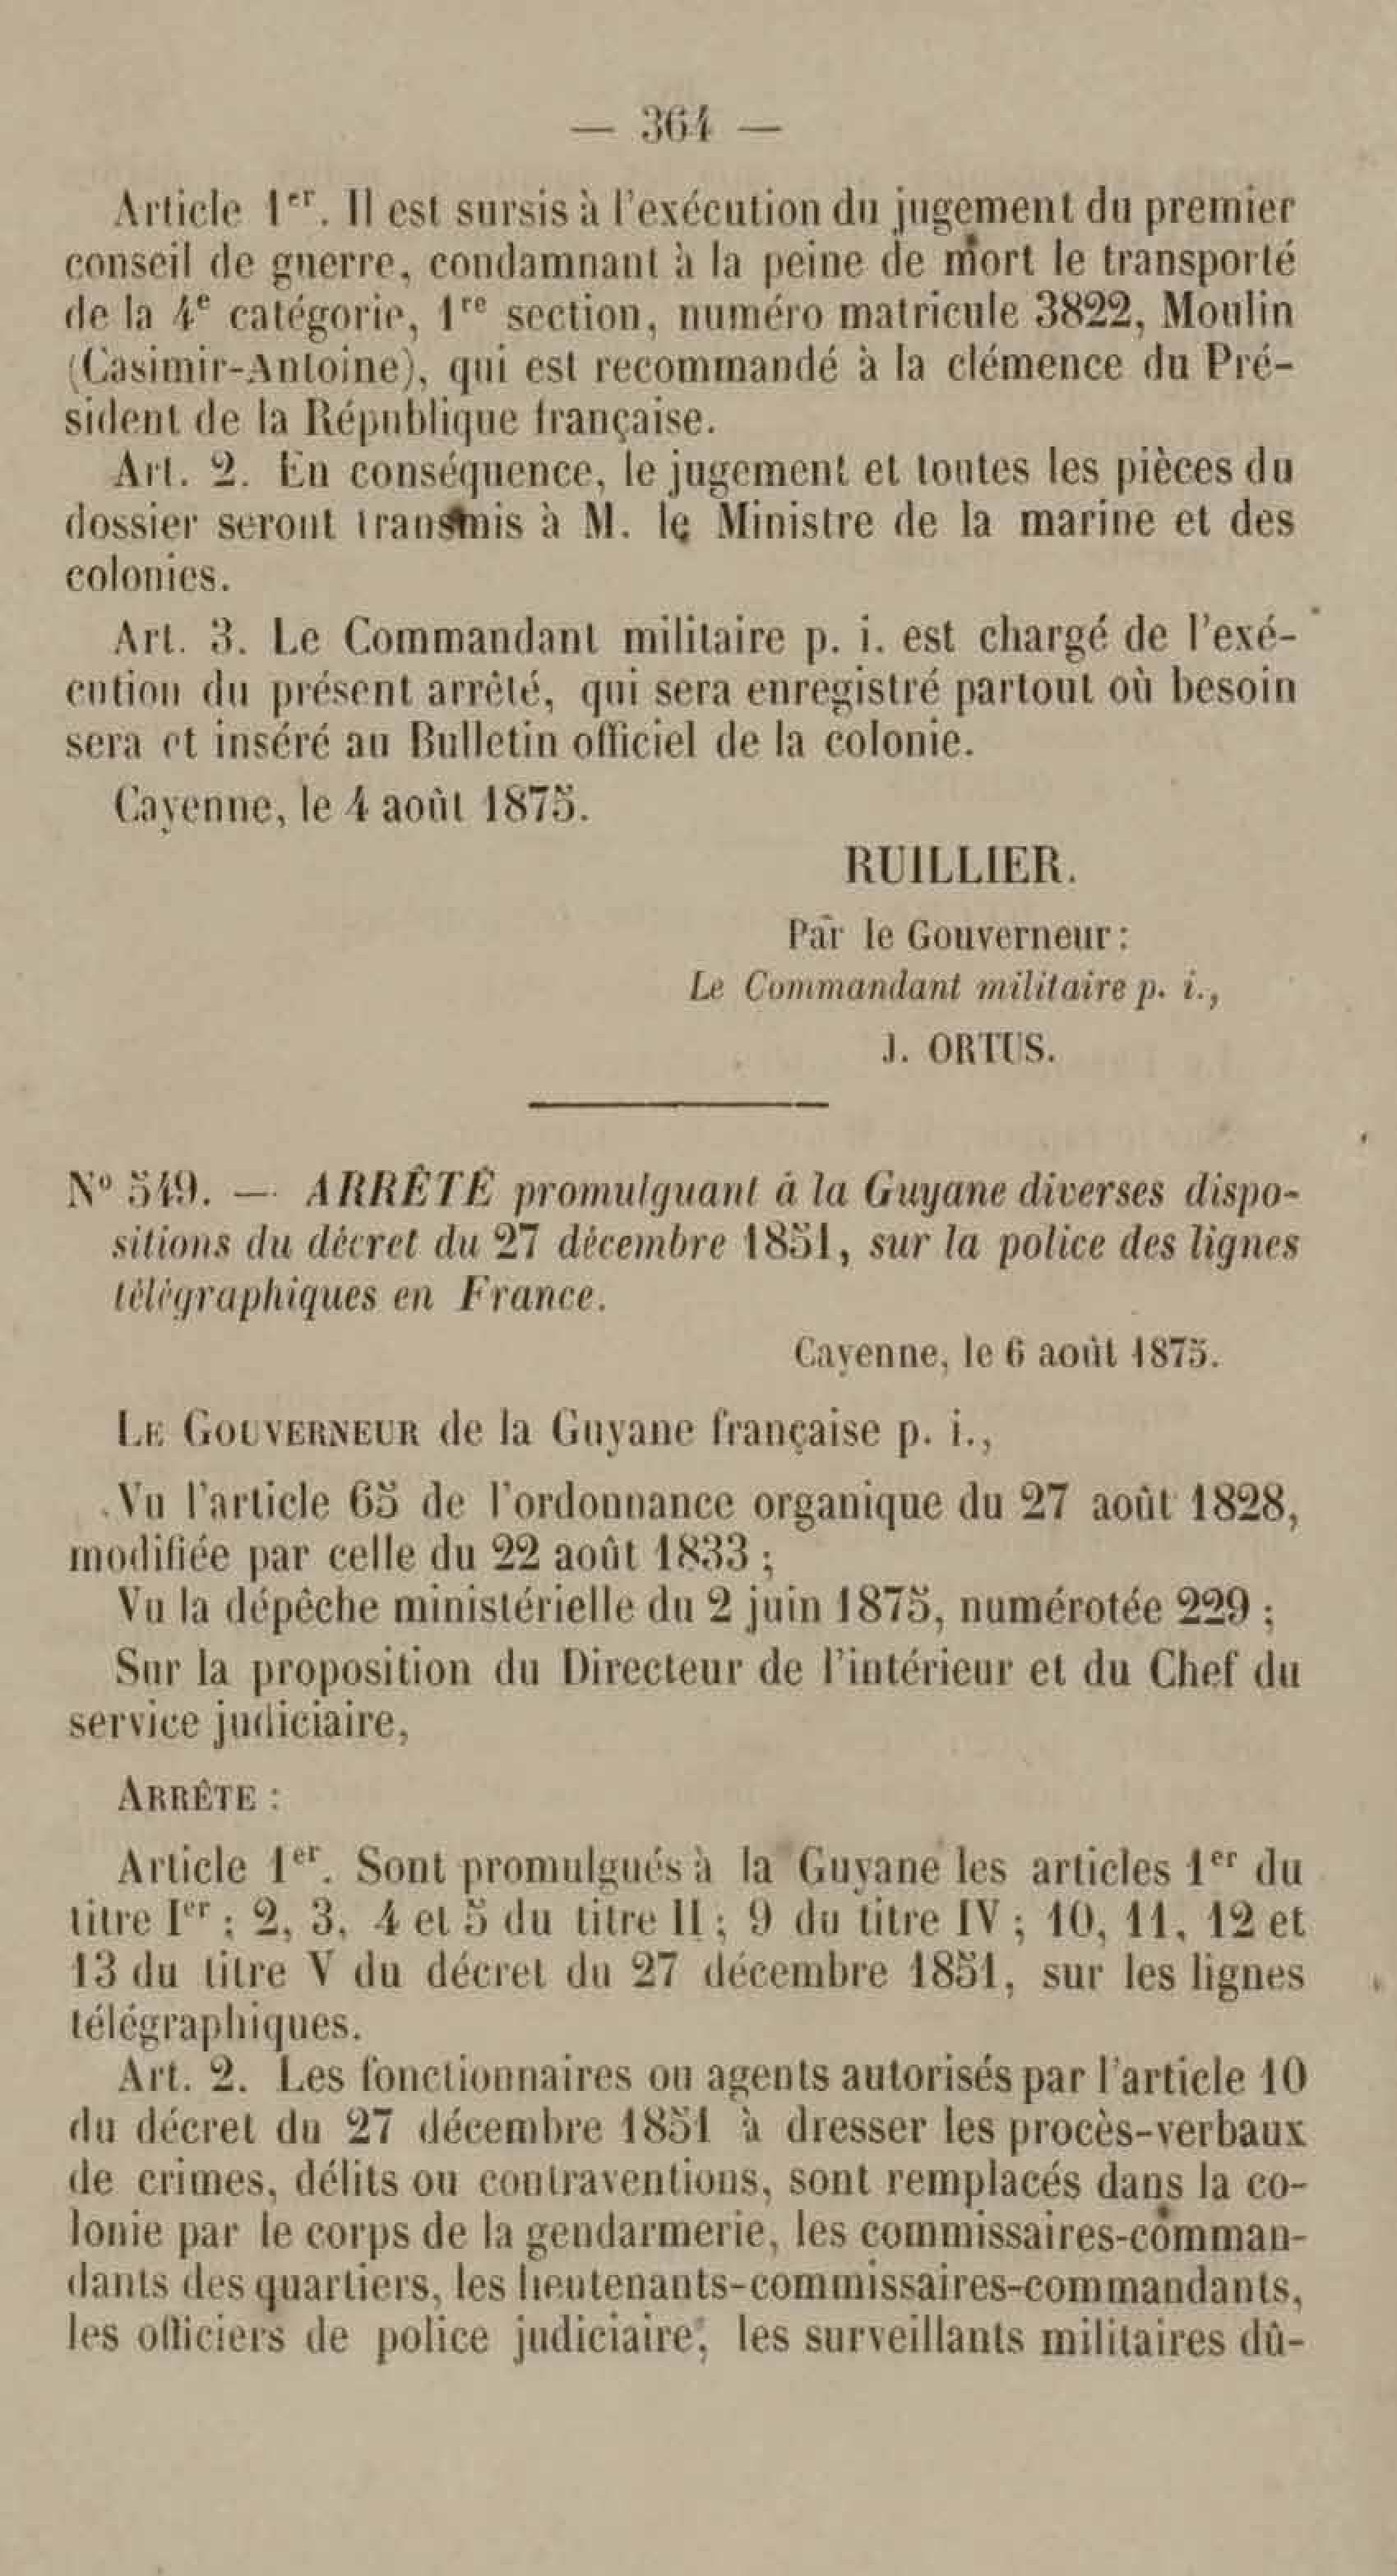 — 364 —
Article 1er. Il est sursis à l'exécution du jugement du premier
conseil de guerre, condamnant à la peine de mort le transporté
de la 4e catégorie, 1re section, numéro matricule 3822, Moulin
(Casimir-Antoine), qui est recommandé à la clémence du Pré-
sident de la République française.
Art. 2. En conséquence, le jugement et toutes les pièces du
dossier seront transmis à M. le Ministre de la marine et des
colonies.
Art. 3. Le Commandant militaire p. i. est chargé de l'exé-
cution du présent arrêté, qui sera enregistré partout où besoin
sera et inséré au Bulletin officiel de la colonie.
Cayenne, le 4 août 1875.
RUILLIER.
Par le Gouverneur:
Le Commandant militaire p. i.,
J. ORTUS.
N° 549. — ARRÊTÉ promulguant à la Guyane diverses dispo-
sitions du décret du 27 décembre 1851, sur la police des lignes
télégraphiques en France.
Cayenne, le 6 août 1875.
LE GOUVERNEUR de la Guyane française p. i.,
Vu l'article 65 de l'ordonnance organique du 27 août 1828,
modifiée par celle du 22 août 1833 ;
Vu la dépêche ministérielle du 2 juin 1875, numérotée 229 ;
Sur la proposition du Directeur de l'intérieur et du Chef du
service judiciaire,
ARRÊTE :
Article 1er. Sont promulgués à la Guyane les articles 1er du
titre Ier ; 2, 3, 4 et 5 du titre II ; 9 du titre IV ; 10, 11, 12 et
13 du titre V du décret du 27 décembre 1851, sur les lignes
télégraphiques.
Art. 2. Les fonctionnaires ou agents autorisés par l'article 10
du décret du 27 décembre 1851 à dresser les procès-verbaux
de crimes, délits ou contraventions, sont remplacés dans la co-
lonie par le corps de la gendarmerie, les commissaires-comman-
dants des quartiers, les lieutenants-commissaires-commandants,
les officiers de police judiciaire, les surveillants militaires dû-